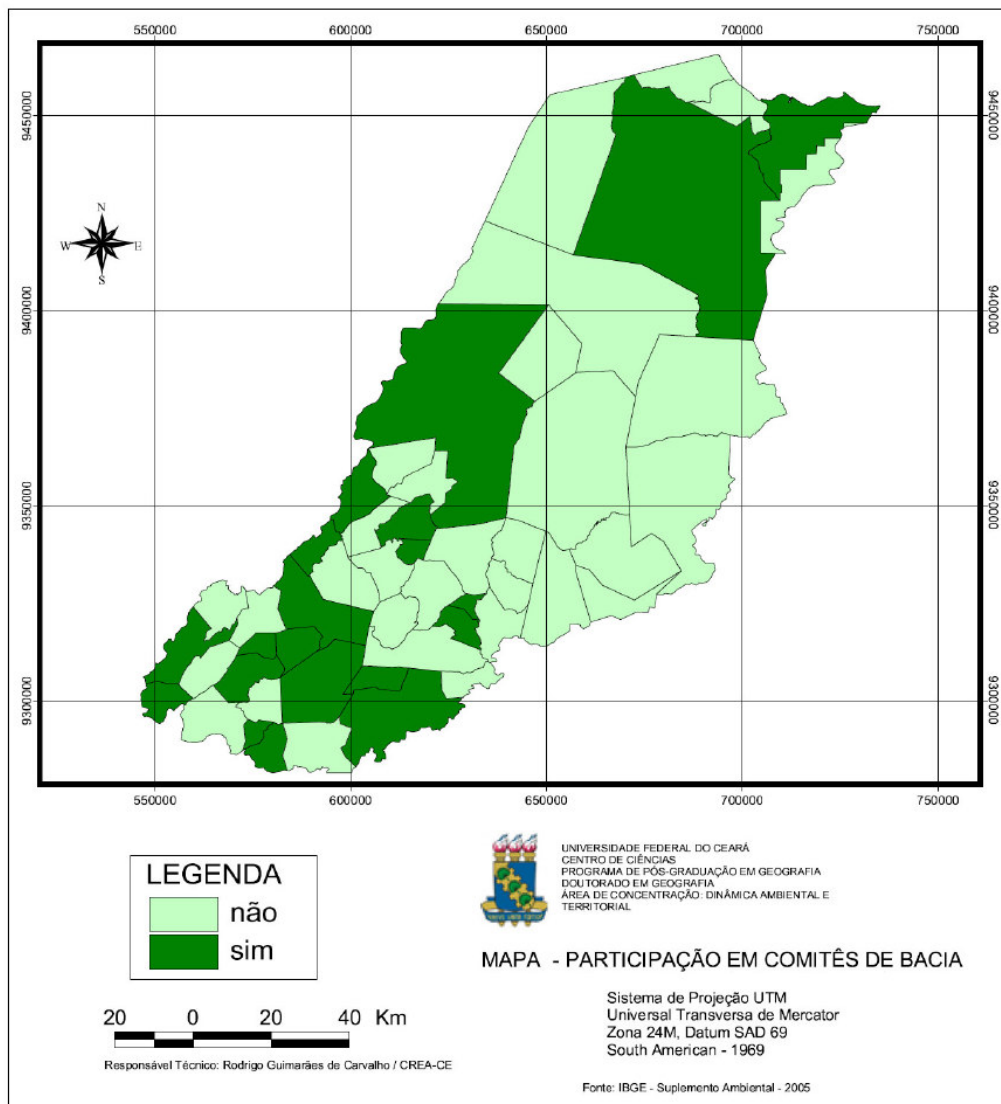 550000 600000 650000 700000 750000
9450000 9450000
N
W E
S
9400000 9400000
9350000 9350000
9300000 9300000
550000 600000 650000 700000 750000
LEGENDA
não
sim
20 0 20 40 Km
Responsável Técnico: Rodrigo Guimarães de Carvalho / CREA-CE
UNIVERSIDADE FEDERAL DO CEARÁ
CENTRO DE CIÊNCIAS
PROGRAMA DE PÓS-GRADUAÇÃO EM GEOGRAFIA
DOUTORADO EM GEOGRAFIA
ÁREA DE CONCENTRAÇÃO: DINÂMICA AMBIENTAL E
TERRITORIAL
MAPA - PARTICIPAÇÃO EM COMITÊS DE BACIA
Sistema de Projeção UTM
Universal Transversa de Mercator
Zona 24M, Datum SAD 69
South American - 1969
Fonte: IBGE - Suplemento Ambiental - 2005